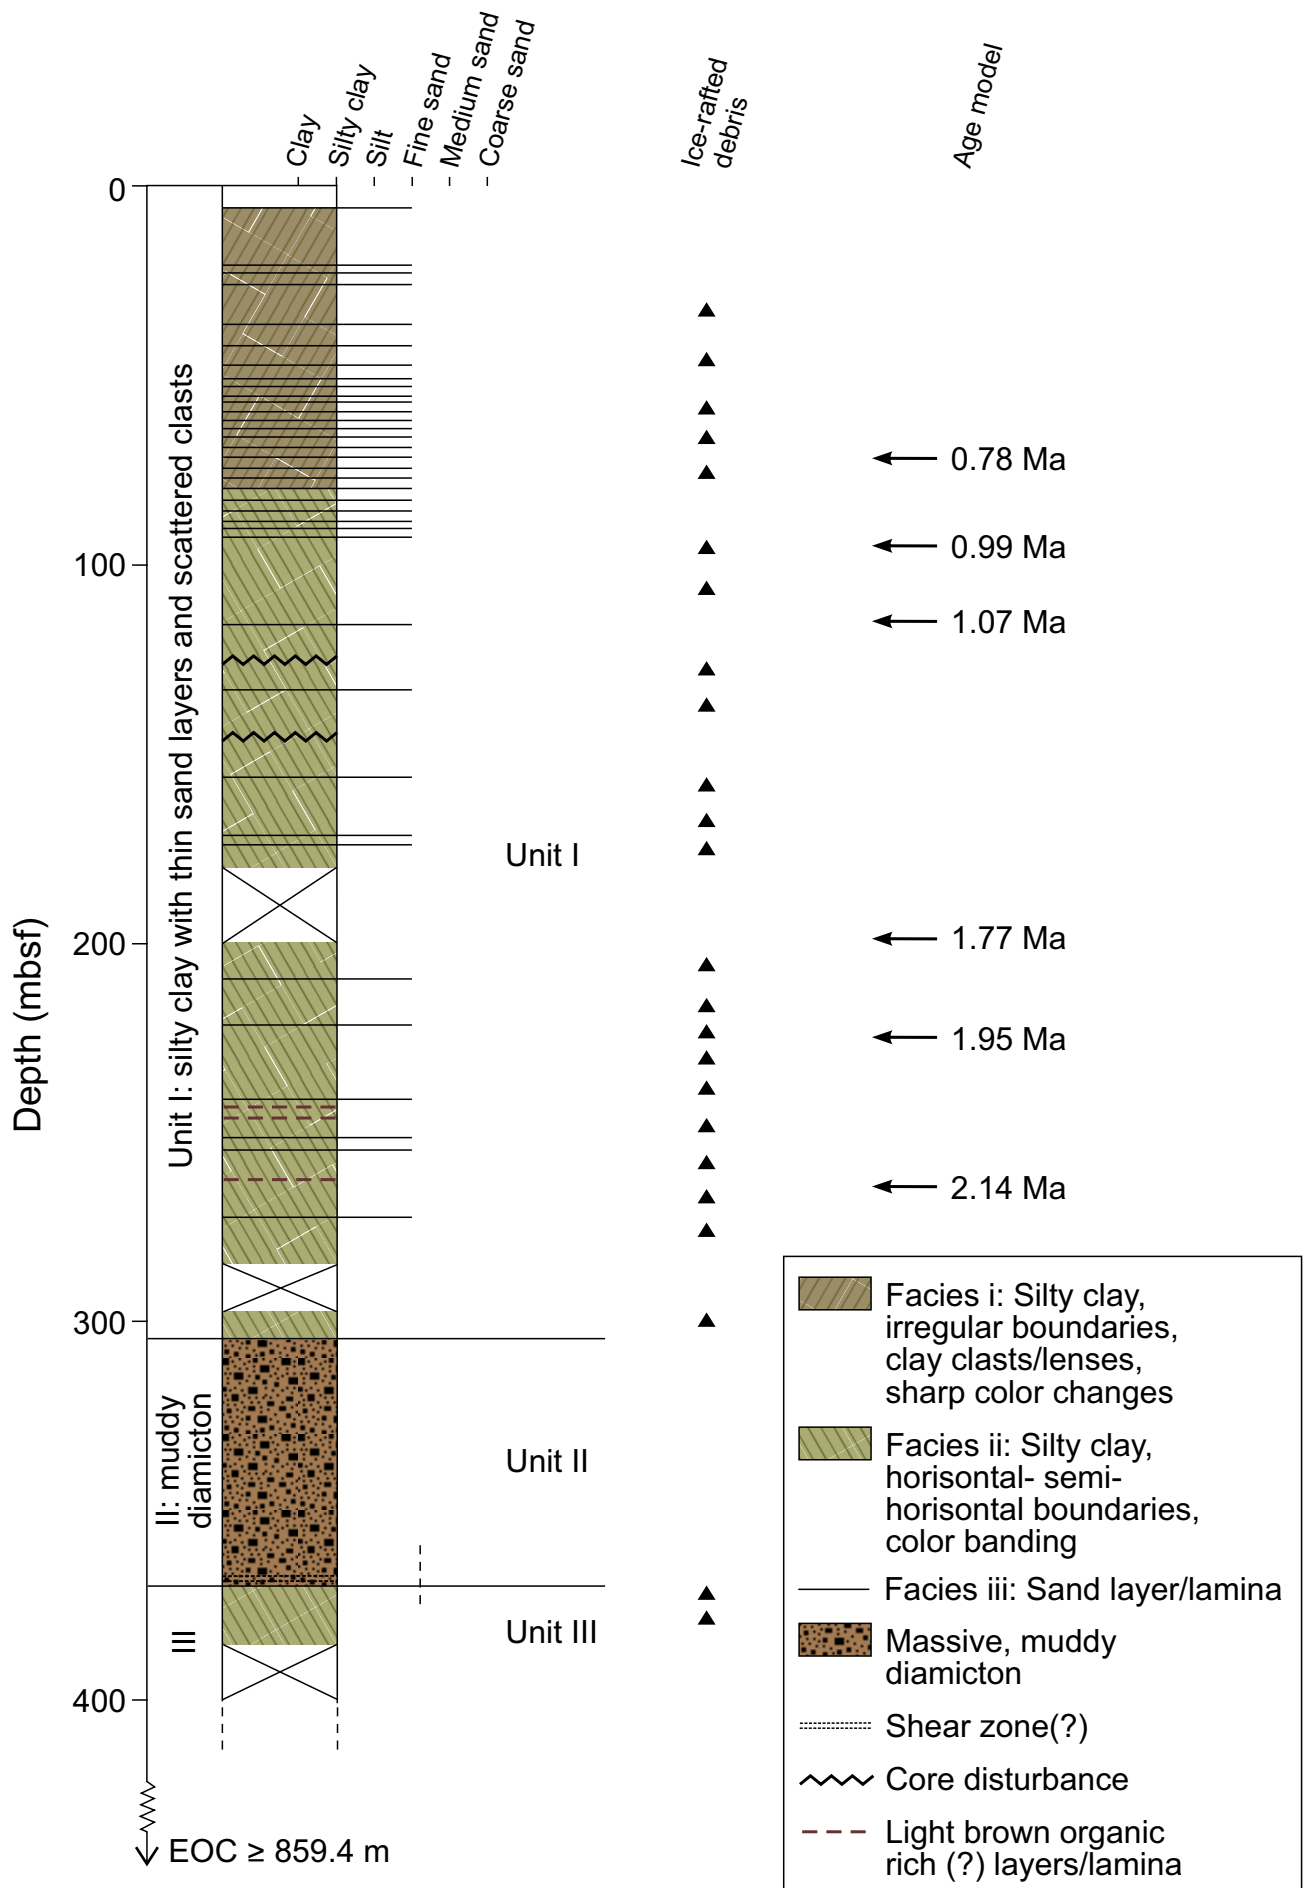 Clay
Silty clay
Silt
Fine sand
Medium sand
Coarse sand
Ice-rafted
debris
Age model
Depth (mbsf)
0
100
200
300
400
Unit I: silty clay with thin sand layers and scattered clasts
II: muddy
diamicton
III
Unit I
Unit II
Unit III
0.78 Ma
0.99 Ma
1.07 Ma
1.77 Ma
1.95 Ma
2.14 Ma
EOC ≥ 859.4 m
Facies i: Silty clay,
irregular boundaries,
clay clasts/lenses,
sharp color changes
Facies ii: Silty clay,
horisontal- semi-
horisontal boundaries,
color banding
Facies iii: Sand layer/lamina
Massive, muddy
diamicton
Shear zone(?)
Core disturbance
Light brown organic
rich (?) layers/lamina